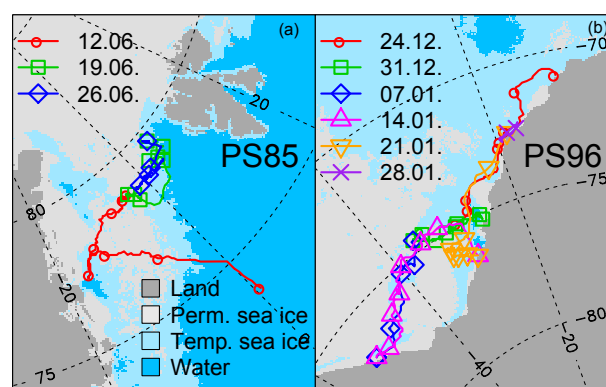 (a)
12.06.
19.06.
26.06.
20
PS85
80
-20
75
0
Land
Perm. sea ice
Temp. sea ice
Water
(b)
24.12.
31.12.
07.01.
14.01.
21.01.
28.01.
-70
PS96
-75
-80
-20
-40